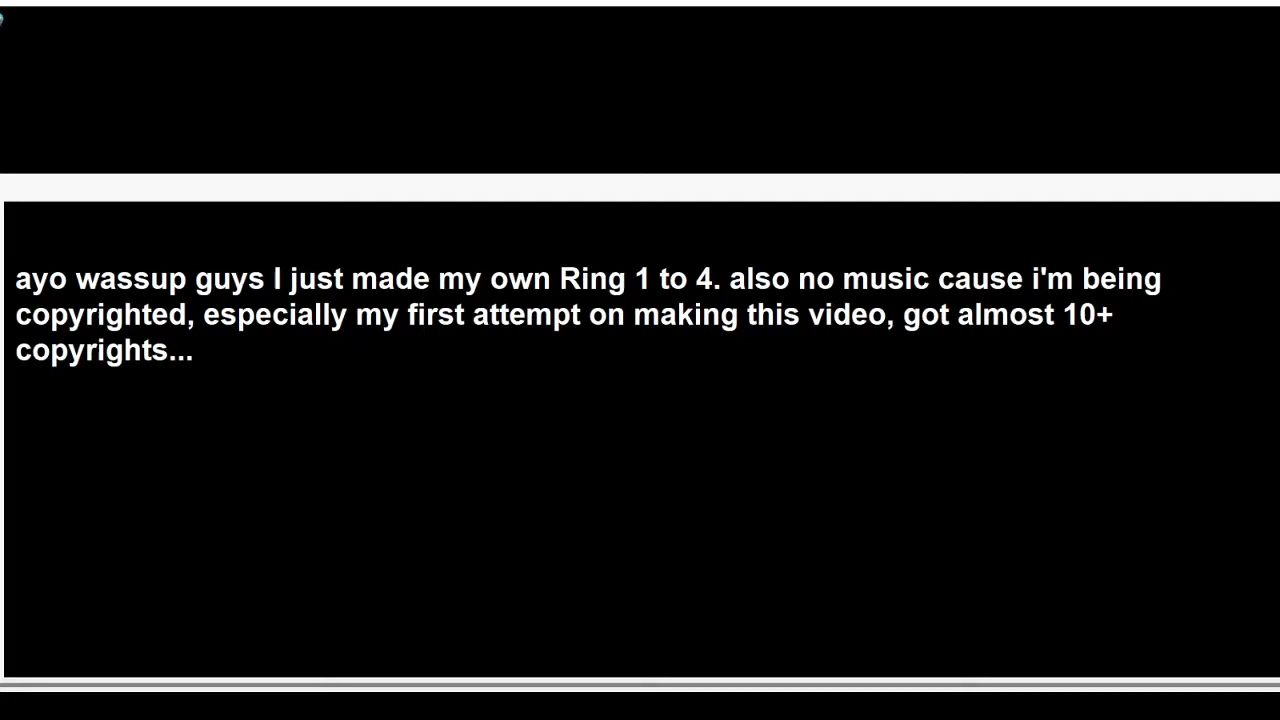 ayo wassup guys I just made my own Ring 1 to 4. also no music cause i'm being
copyrighted, especially my first attempt on making this video, got almost 10+
copyrights...